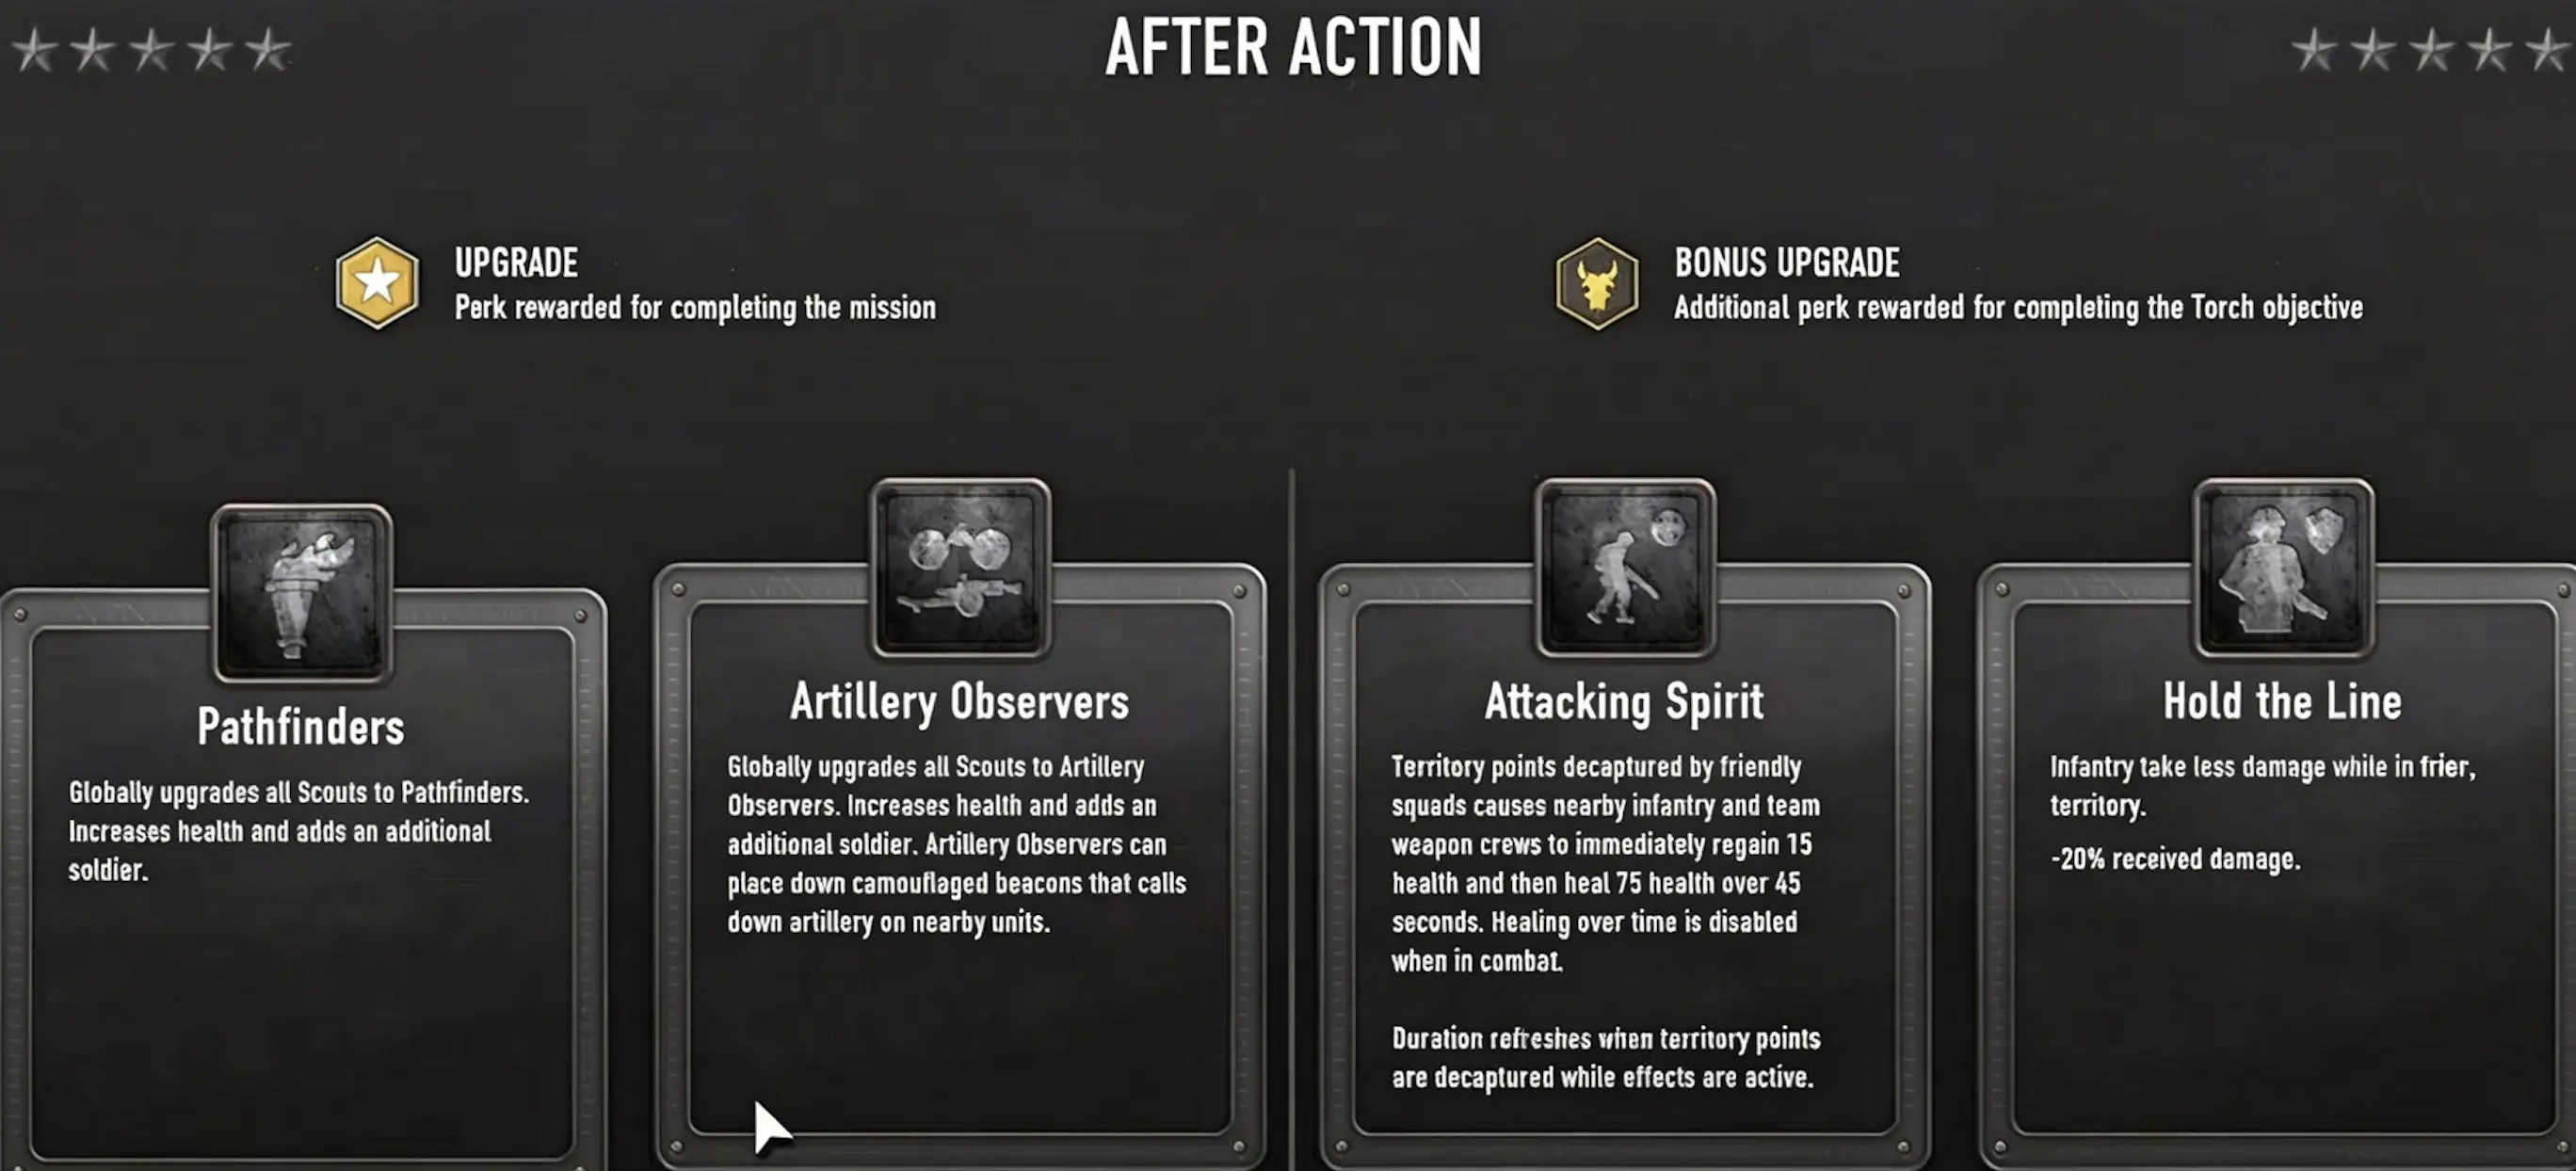 AFTER ACTION
UPGRADE
Perk rewarded for completing the mission
BONUS UPGRADE
Additional perk rewarded for completing the Torch objective
Pathfinders
Globally upgrades all Scouts to Pathfinders.
Increases health and adds an additional
soldier.
Artillery Observers
Globally upgrades all Scouts to Artillery
Observers. Increases health and adds an
additional soldier. Artillery Observers can
place down camouflaged beacons that calls
down artillery on nearby units.
Attacking Spirit
Territory points decaptured by friendly
squads causes nearby infantry and team
weapon crews to immediately regain 15
health and then heal 75 health over 45
seconds. Healing over time is disabled
when in combat.
Duration refreshes when territory points
are decaptured while effects are active.
Hold the Line
Infantry take less damage while in
territory.
-20% received damage.